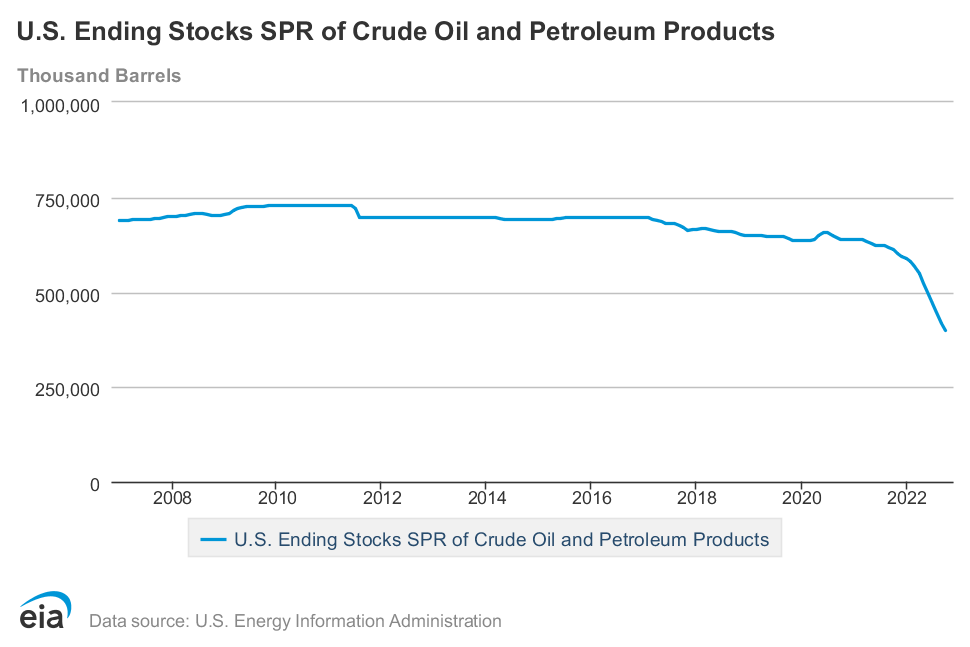 U.S. Ending Stocks SPR of Crude Oil and Petroleum Products
Thousand Barrels
1,000,000
750,000
500,000
250,000
0
2008 2010 2012 2014 2016 2018 2020 2022
U.S. Ending Stocks SPR of Crude Oil and Petroleum Products
eia Data source: U.S. Energy Information Administration